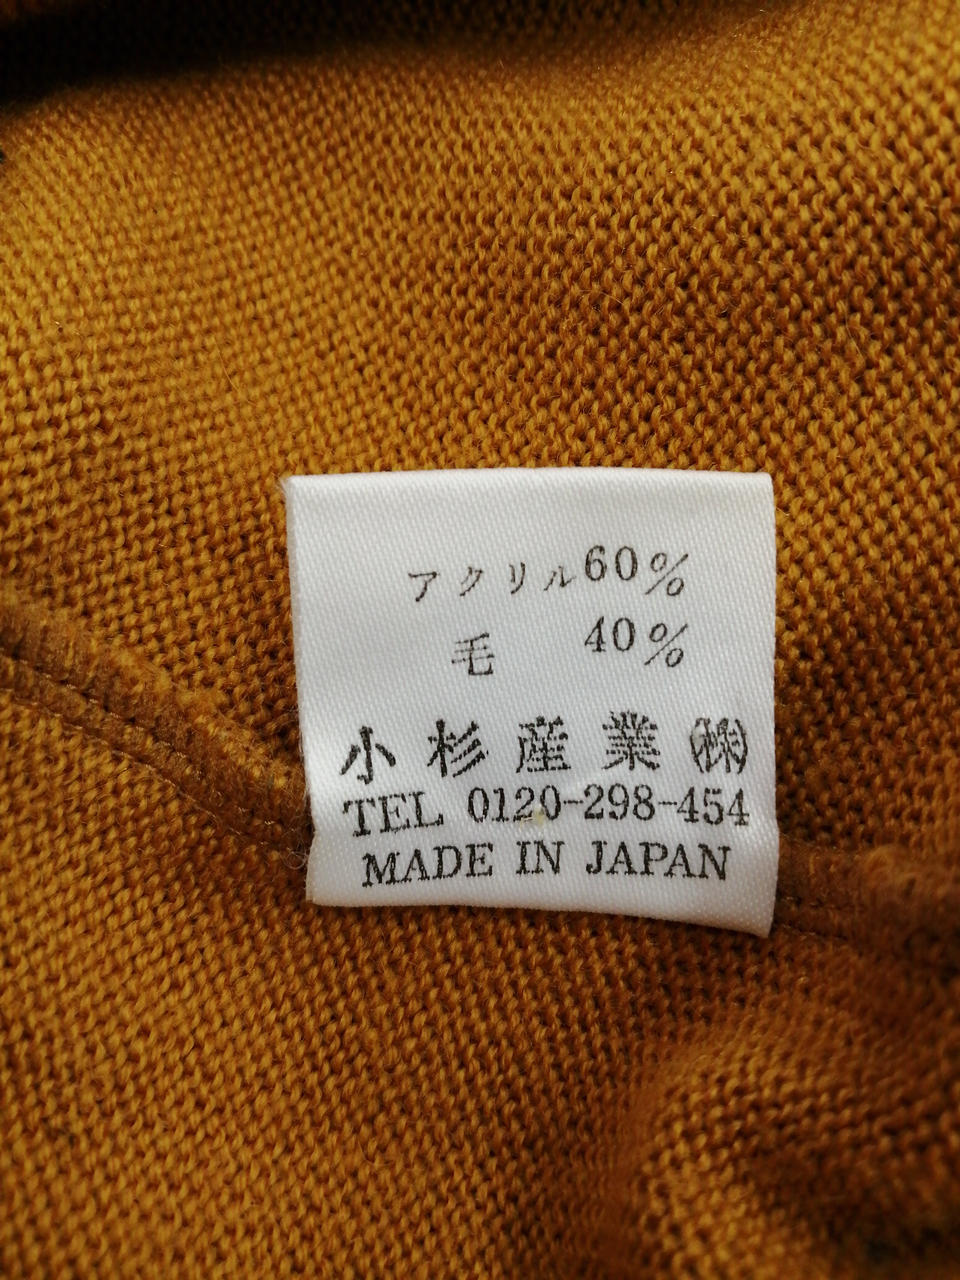 アクリル60%
毛 40%
小杉産業㈱
TEL 0120-298-454
MADE IN JAPAN